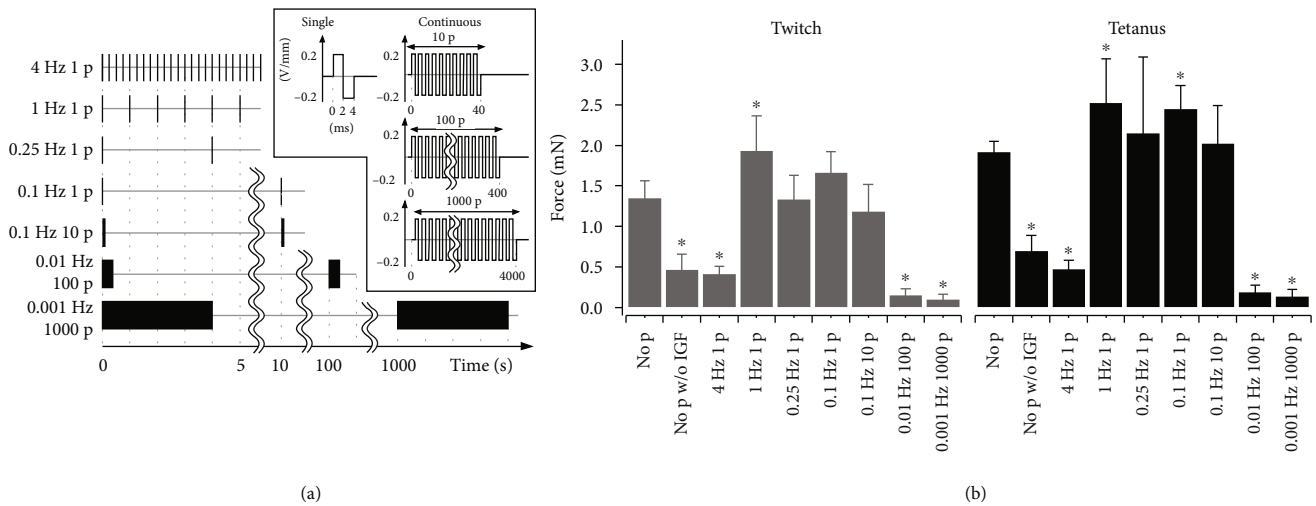 4 Hz 1 p
1 Hz 1 p
0.25 Hz 1 p
0.1 Hz 1 p
0.1 Hz 10 p
0.01 Hz
100 p
0.001 Hz
1000 p
0
5
10
100
1000
Time (s)
Single
(V/mm)
0.2
−0.2
0 2 4
(ms)
Continuous
10 p
0.2
−0.2
0
40
100 p
0.2
−0.2
0
400
1000 p
0.2
−0.2
0
4000
(a)
Twitch
Tetanus
Force (mN)
3.0
2.5
2.0
1.5
1.0
0.5
0.0
*
*
*
*
*
*
*
*
*
*
*
No p
No p w/o IGF
4 Hz 1 p
1 Hz 1 p
0.25 Hz 1 p
0.1 Hz 1 p
0.1 Hz 10 p
0.01 Hz 100 p
0.001 Hz 1000 p
No p
No p w/o IGF
4 Hz 1 p
1 Hz 1 p
0.25 Hz 1 p
0.1 Hz 1 p
0.1 Hz 10 p
0.01 Hz 100 p
0.001 Hz 1000 p
(b)